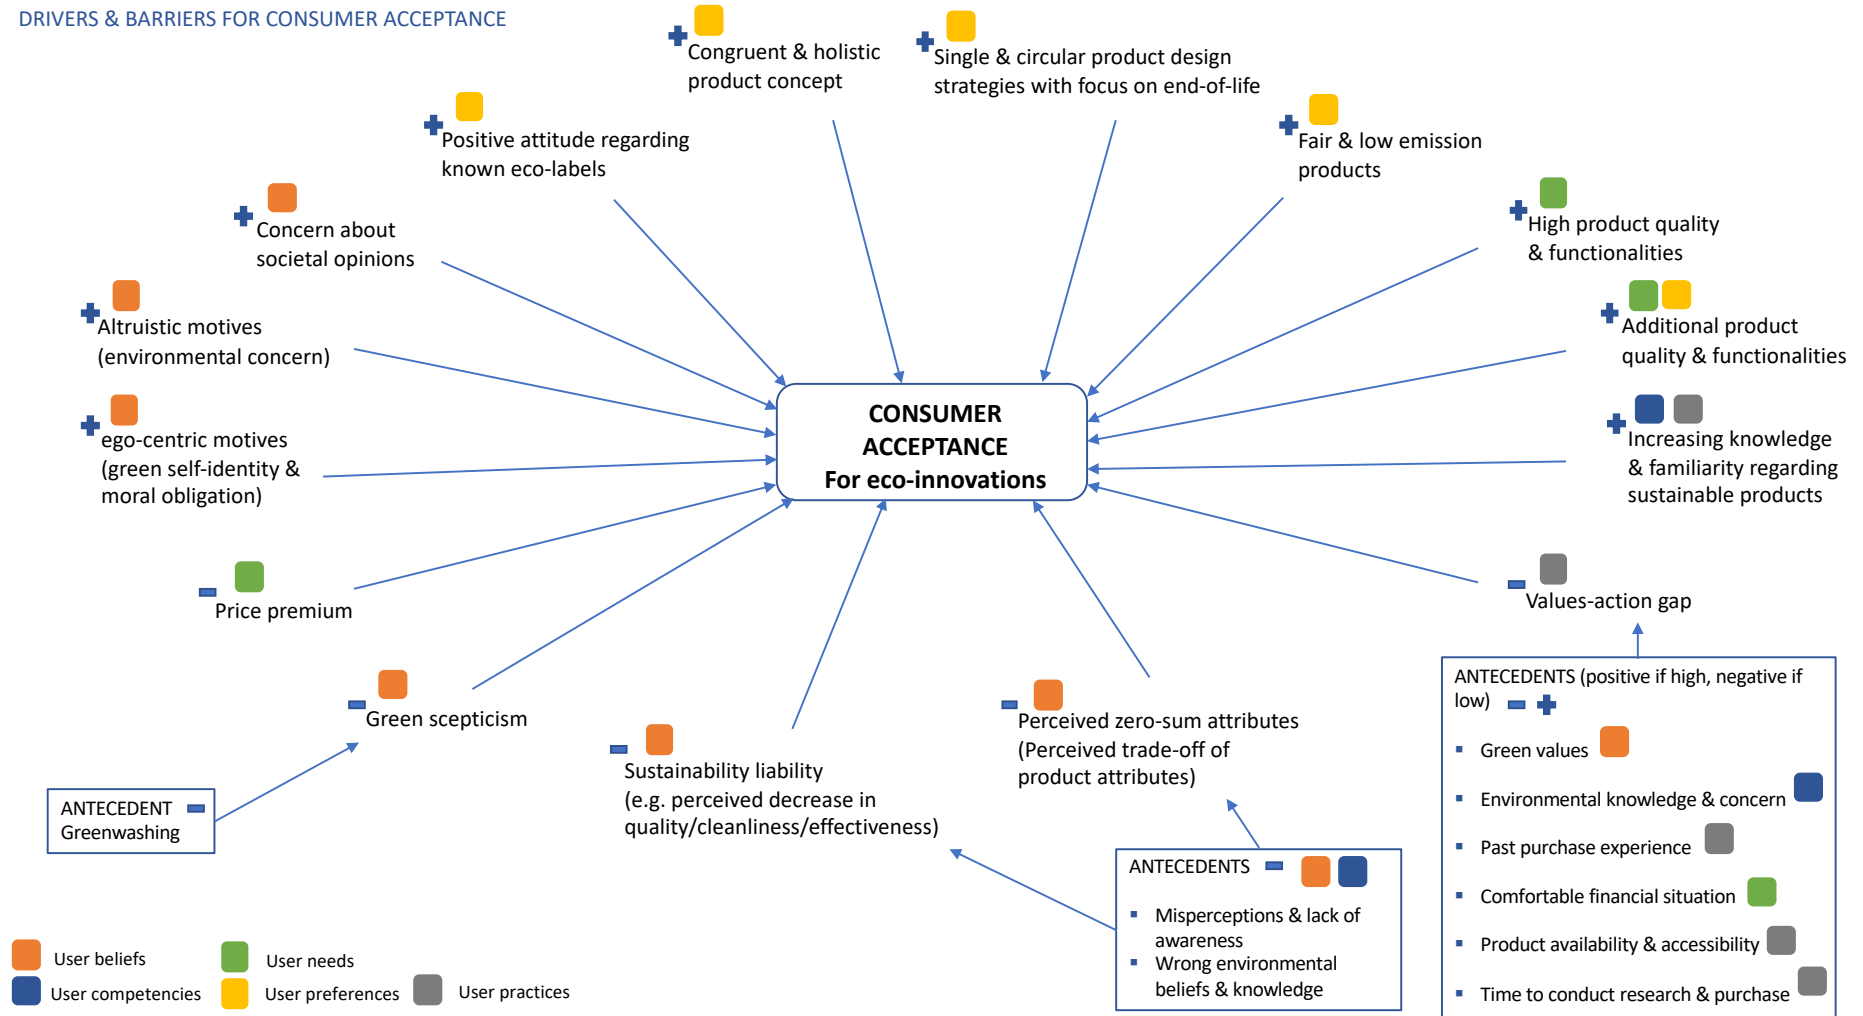 DRIVERS & BARRIERS FOR CONSUMER ACCEPTANCE
Congruent & holistic
product concept
Single & circular product design
strategies with focus on end-of-life
Positive attitude regarding
known eco-labels
Fair & low emission
products
Concern about
societal opinions
High product quality
& functionalities
Altruistic motives
(environmental concern)
Additional product
quality & functionalities
ego-centric motives
(green self-identity &
moral obligation)
CONSUMER
ACCEPTANCE
For eco-innovations
Increasing knowledge
& familiarity regarding
sustainable products
Price premium
Values-action gap
Green scepticism
Sustainability liability
(e.g. perceived decrease in
quality/cleanliness/effectiveness)
Perceived zero-sum attributes
(Perceived trade-off of
product attributes)
ANTECEDENT
Greenwashing
ANTECEDENTS
Misperceptions & lack of
awareness
Wrong environmental
beliefs & knowledge
ANTECEDENTS (positive if high, negative if
low)
Green values
Environmental knowledge & concern
Past purchase experience
Comfortable financial situation
Product availability & accessibility
Time to conduct research & purchase
User beliefs
User needs
User competencies
User preferences
User practices